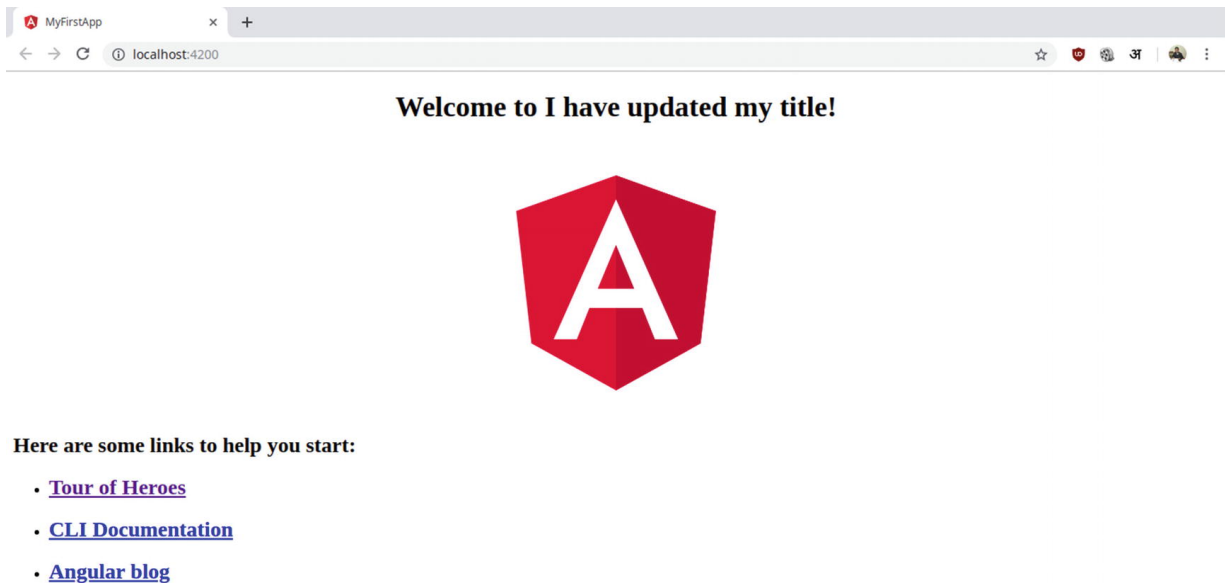 MyFirstApp
localhost:4200
अ
Welcome to I have updated my title!
A
Here are some links to help you start:
Tour of Heroes
CLI Documentation
Angular blog